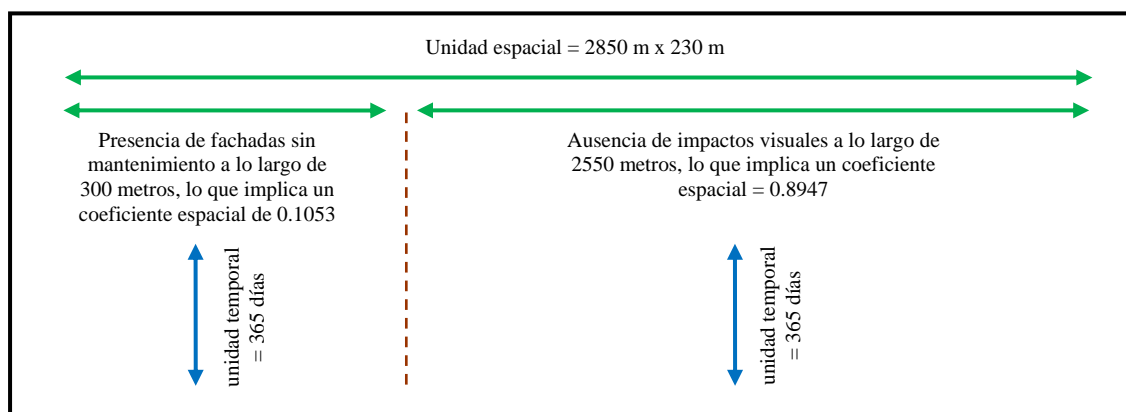 Unidad espacial = 2850 m x 230 m
Presencia de fachadas sin
mantenimiento a lo largo de
300 metros, lo que implica un
coeficiente espacial de 0.1053
Ausencia de impactos visuales a lo largo de
2550 metros, lo que implica un coeficiente
espacial = 0.8947
unidad temporal
= 365 días
unidad temporal
= 365 días